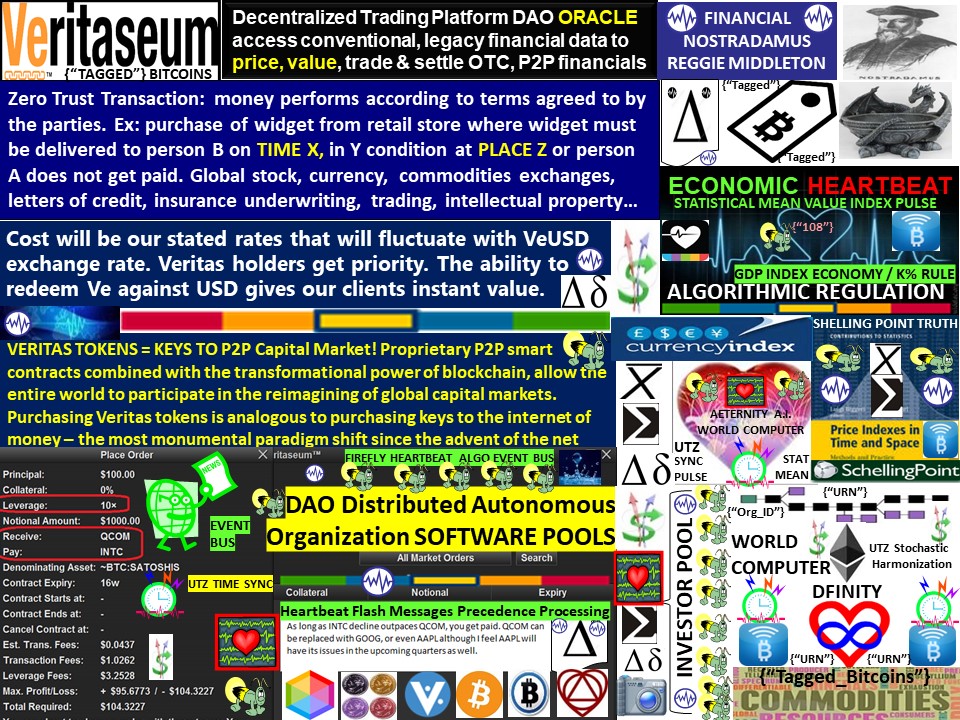 Veritaseum
™ {“TAGGED”} BITCOINS
Decentralized Trading Platform DAO ORACLE
access conventional, legacy financial data to
price, value, trade & settle OTC, P2P financials
FINANCIAL
NOSTRADAMUS
REGGIE MIDDLETON
NOSTRADAMUS
Zero Trust Transaction: money performs according to terms agreed to by
the parties. Ex: purchase of widget from retail store where widget must
be delivered to person B on TIME X, in Y condition at PLACE Z or person
A does not get paid. Global stock, currency, commodities exchanges,
letters of credit, insurance underwriting, trading, intellectual property...
{“Tagged”}
Δ
{“Tagged”}
ECONOMIC HEARTBEAT
STATISTICAL MEAN VALUE INDEX PULSE
{“108”}
GDP INDEX ECONOMY / K% RULE
ALGORITHMIC REGULATION
Cost will be our stated rates that will fluctuate with VeUSD
exchange rate. Veritas holders get priority. The ability to
redeem Ve against USD gives our clients instant value.
Δδ
VERITAS TOKENS = KEYS TO P2P Capital Market! Proprietary P2P smart
contracts combined with the transformational power of blockchain, allow the
entire world to participate in the reimagining of global capital markets.
Purchasing Veritas tokens is analogous to purchasing keys to the internet of
money – the most monumental paradigm shift since the advent of the net
£ $ € ¥
currencyindex
SHELLING POINT TRUTH
CONTRIBUTIONS TO STATISTICS
X
Σ
Δδ
X
Σ
AETERNITY A.I.
WORLD COMPUTER
UTZ
SYNC
PULSE
STAT
MEAN
Price Indexes in
Time and Space
Methods and Practice
SchellingPoint
Place Order
Principal: $100.00
Collateral: 0%
Leverage: 10×
Notional Amount: $1000.00
Receive: QCOM
Pay: INTC
Denominating Asset: ~BTC:SATOSHIS
Contract Expiry: 16w
Contract Starts at: -
Contract Ends at: -
Cancel Contract at: -
Est. Trans. Fees: $0.0437
Transaction Fees: $1.0262
Leverage Fees: $3.2528
Max. Profit/Loss: + $95.6773 / - $104.3227
Total Required: $104.3227
NEWS
EVENT
BUS
UTZ TIME SYNC
ritaseum™
FIREFLY HEARTBEAT ALGO EVENT BUS
DAO Distributed Autonomous
Organization SOFTWARE POOLS
All Market Orders Search
Collateral Notional Expiry
Heartbeat Flash Messages Precedence Processing
As long as INTC decline outpaces QCOM, you get paid. QCOM can
be replaced with GOOG, or even AAPL although I feel AAPL will
have its issues in the upcoming quarters as well.
Δ
Σ
Δδ
INVESTOR POOL
{“URN”}
{“Org_ID”}
WORLD
COMPUTER
UTZ Stochastic
Harmonization
DFINITY
{“URN”} {“URN”}
{“Tagged_Bitcoins”}
COMMODITIES